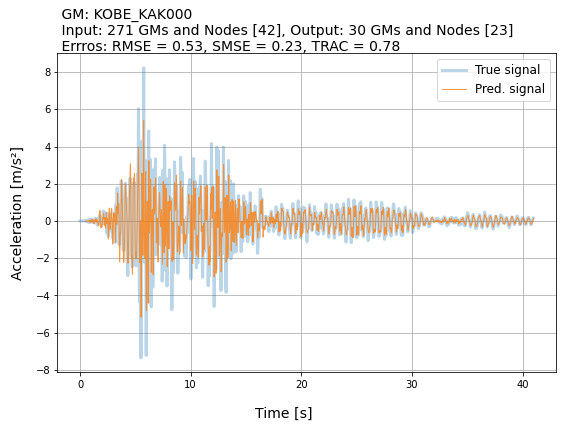 GM: KOBE_KAK000
Input: 271 GMs and Nodes [42], Output: 30 GMs and Nodes [23]
Errros: RMSE = 0.53, SMSE = 0.23, TRAC = 0.78
True signal
Pred. signal
8
6
4
2
0
−2
−4
−6
−8
Acceleration [m/s²]
0 10 20 30 40
Time [s]